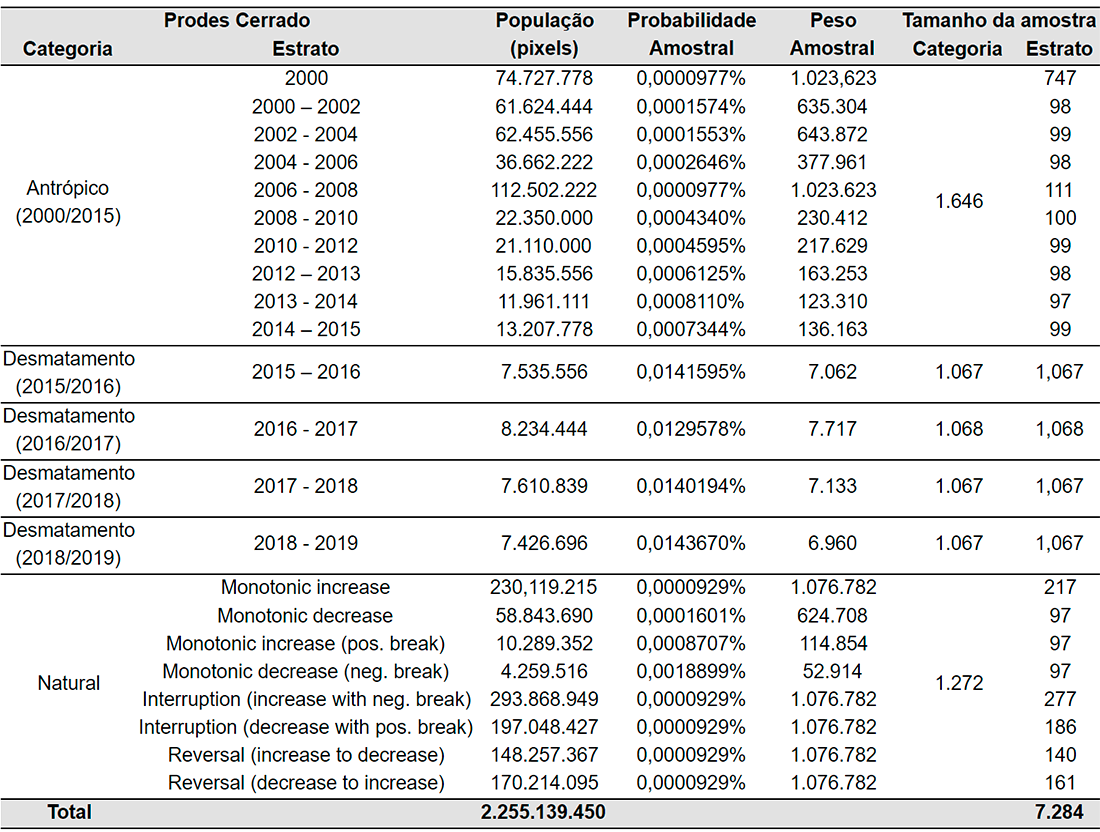 Prodes Cerrado População Probabilidade Peso Tamanho da amostra
Categoria Estrato (pixels) Amostral Amostral Categoria Estrato
2000 74.727.778 0,0000977% 1.023,623 747
2000 – 2002 61.624.444 0,0001574% 635.304 98
2002 - 2004 62.455.556 0,0001553% 643.872 99
2004 - 2006 36.662.222 0,0002646% 377.961 98
Antrópico 2006 - 2008 112.502.222 0,0000977% 1.023.623 1.646 111
(2000/2015) 2008 - 2010 22.350.000 0,0004340% 230.412 100
2010 - 2012 21.110.000 0,0004595% 217.629 99
2012 – 2013 15.835.556 0,0006125% 163.253 98
2013 - 2014 11.961.111 0,0008110% 123.310 97
2014 – 2015 13.207.778 0,0007344% 136.163 99
Desmatamento
(2015/2016) 2015 – 2016 7.535.556 0,0141595% 7.062 1.067 1,067
Desmatamento
(2016/2017) 2016 - 2017 8.234.444 0,0129578% 7.717 1.068 1,068
Desmatamento
(2017/2018) 2017 - 2018 7.610.839 0,0140194% 7.133 1.067 1,067
Desmatamento
(2018/2019) 2018 - 2019 7.426.696 0,0143670% 6.960 1.067 1,067
Monotonic increase 230,119.215 0,0000929% 1.076.782 217
Monotonic decrease 58.843.690 0,0001601% 624.708 97
Monotonic increase (pos. break) 10.289.352 0,0008707% 114.854 97
Natural Monotonic decrease (neg. break) 4.259.516 0,0018899% 52.914 1.272 97
Interruption (increase with neg. break) 293.868.949 0,0000929% 1.076.782 277
Interruption (decrease with pos. break) 197.048.427 0,0000929% 1.076.782 186
Reversal (increase to decrease) 148.257.367 0,0000929% 1.076.782 140
Reversal (decrease to increase) 170.214.095 0,0000929% 1.076.782 161
Total 2.255.139.450 7.284